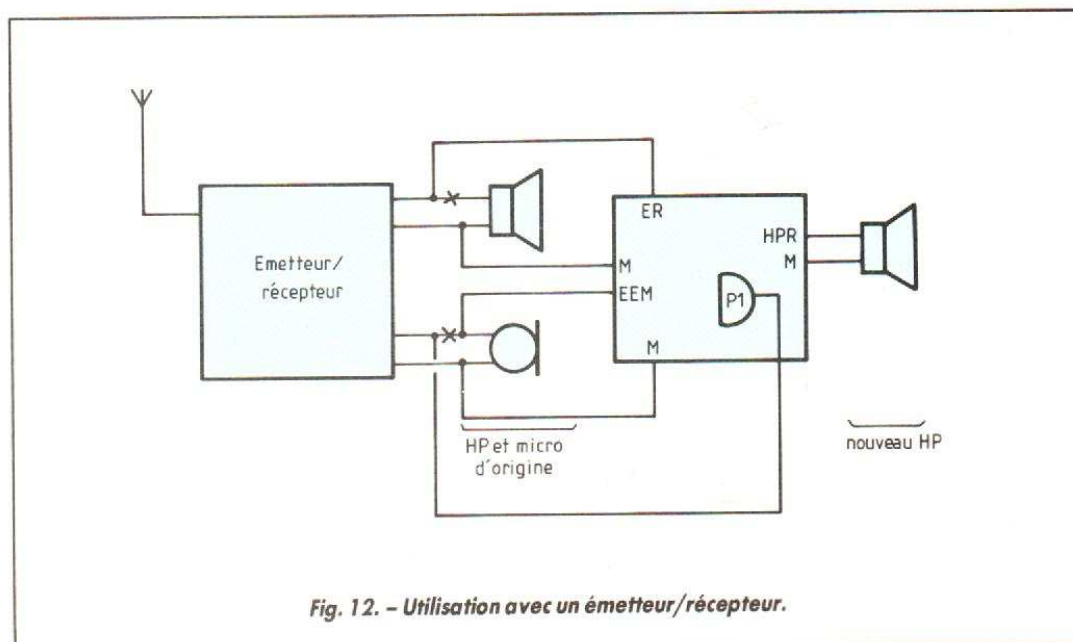 Emetteur/
récepteur
ER
HPR
M
M
EEM
P1
M
HP et micro
d'origine
nouveau HP
Fig. 12. – Utilisation avec un émetteur/récepteur.